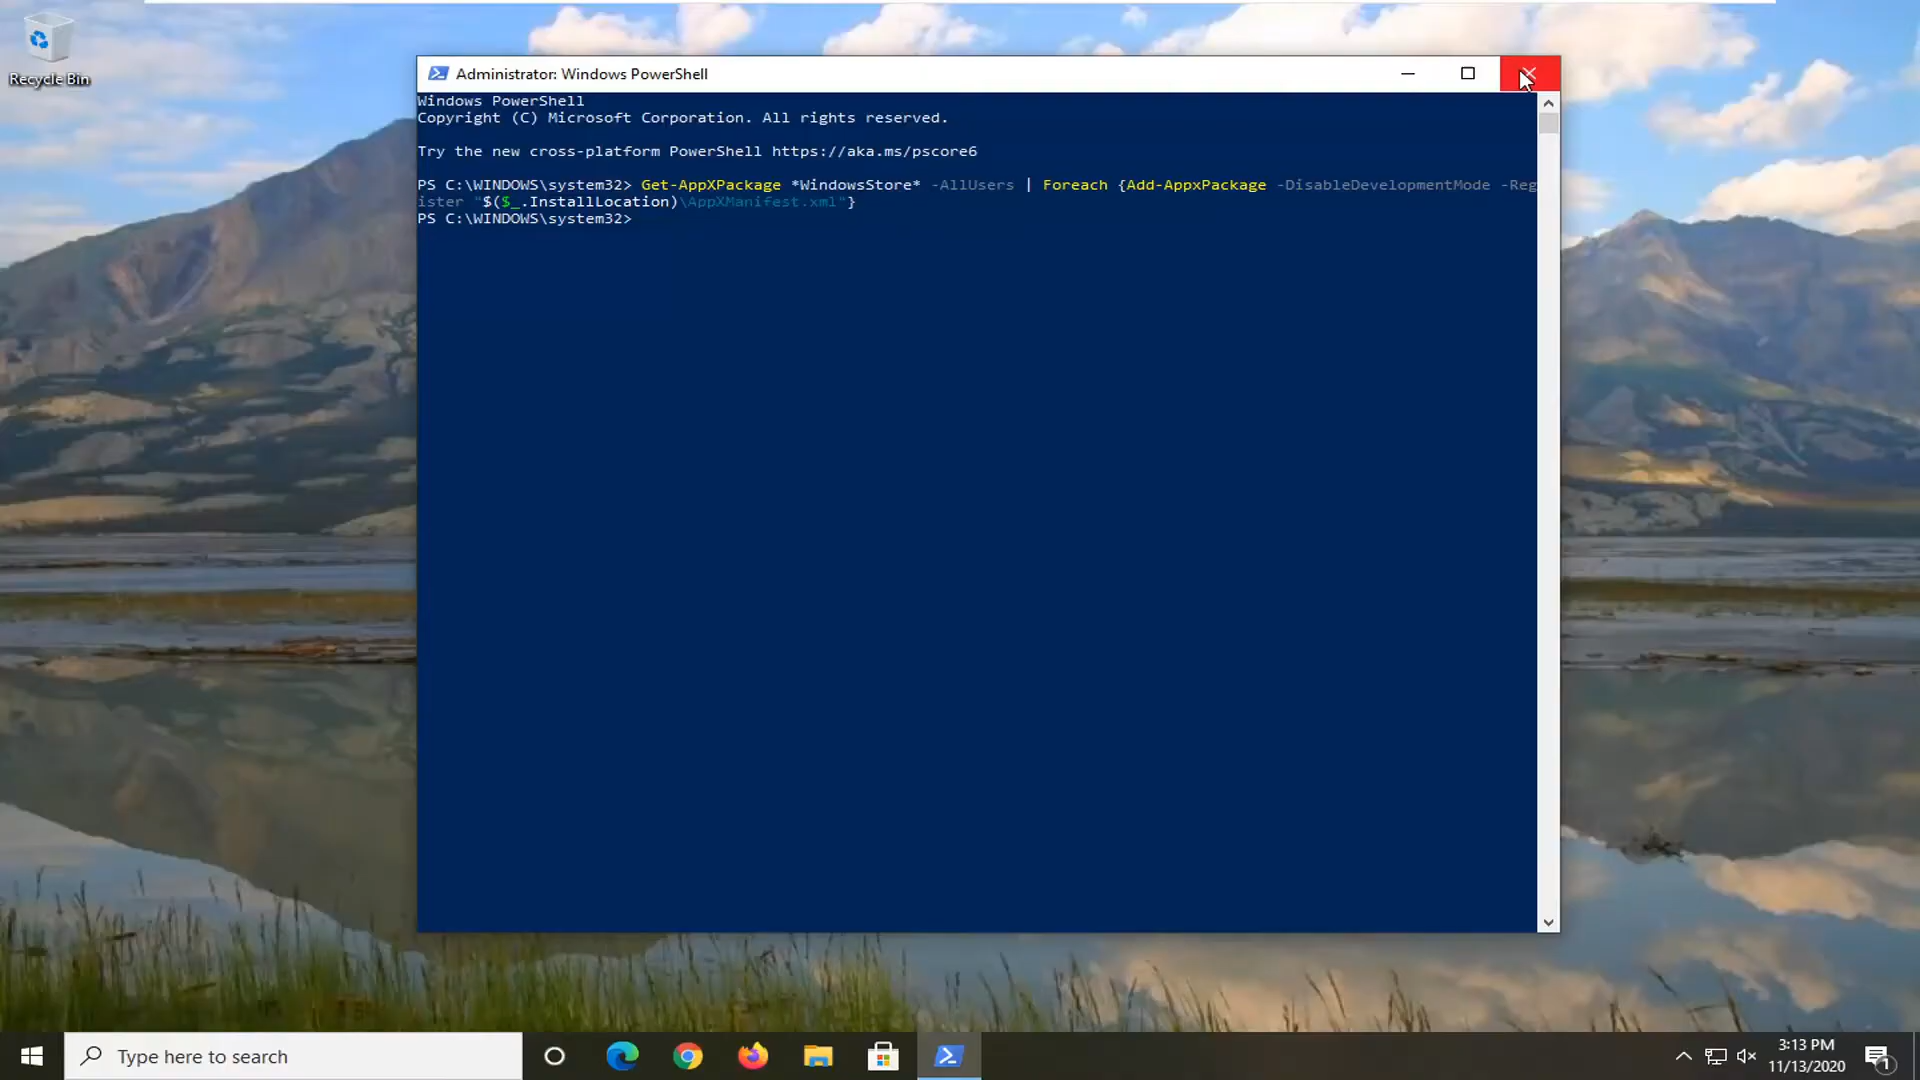 Recycle Bin
Administrator: Windows PowerShell
Windows PowerShell
Copyright (C) Microsoft Corporation. All rights reserved.
Try the new cross-platform PowerShell https://aka.ms/pscore6
PS C:\WINDOWS\system32> Get-AppXPackage *WindowsStore* -AllUsers | Foreach {Add-AppxPackage -DisableDevelopmentMode -Reg
ister "$($_.InstallLocation)\AppXManifest.xml"}
PS C:\WINDOWS\system32>
Type here to search
3:13 PM
11/13/2020
1